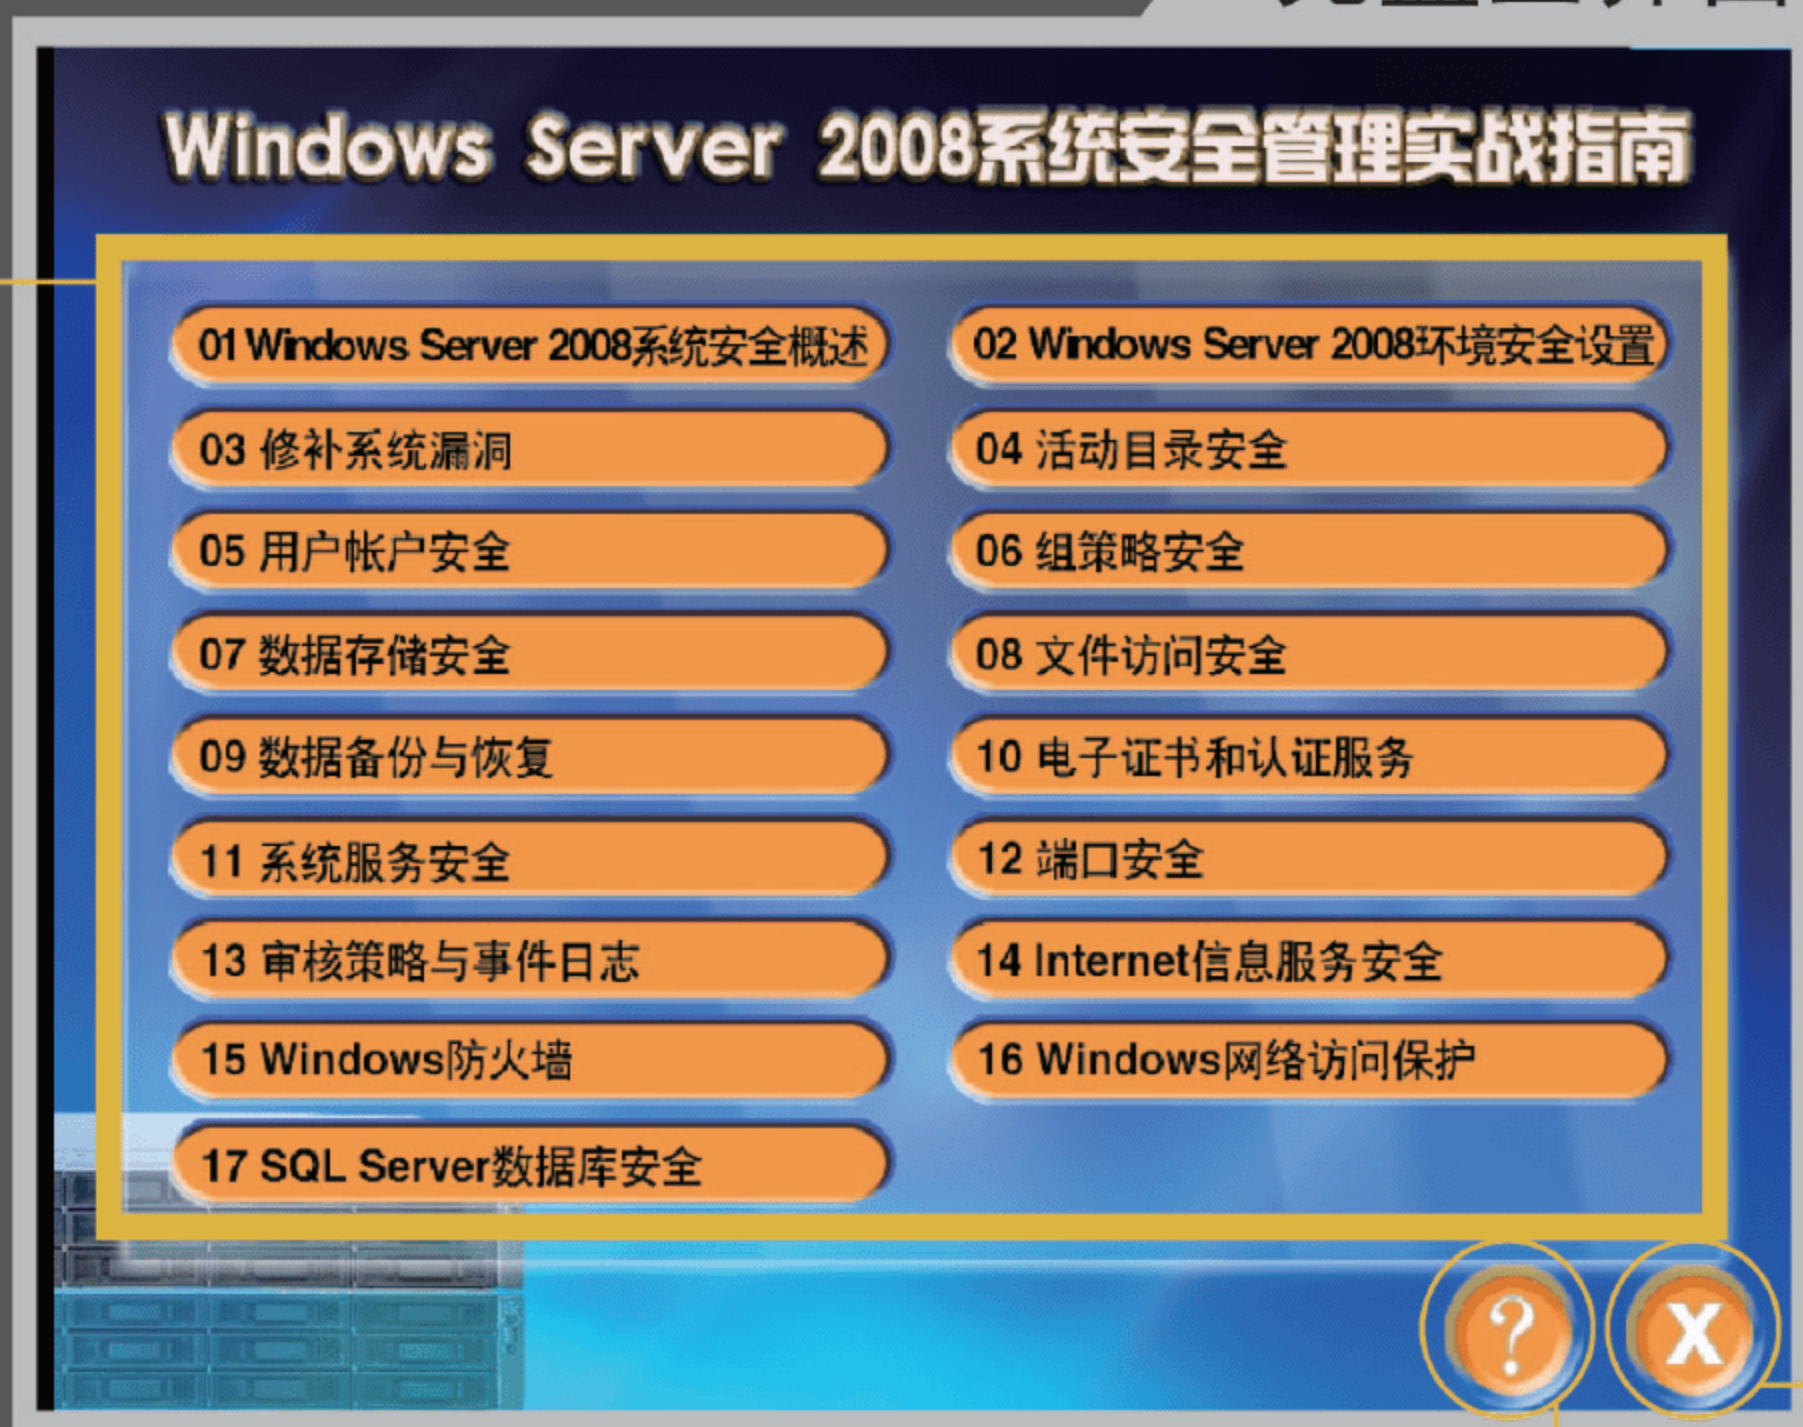 Windows Server 2008系统安全管理实战指南
01 Windows Server 2008系统安全概述
02 Windows Server 2008环境安全设置
03 修补系统漏洞
04 活动目录安全
05 用户帐户安全
06 组策略安全
07 数据存储安全
08 文件访问安全
09 数据备份与恢复
10 电子证书和认证服务
11 系统服务安全
12 端口安全
13 审核策略与事件日志
14 Internet信息服务安全
15 Windows防火墙
16 Windows网络访问保护
17 SQL Server数据库安全
? X